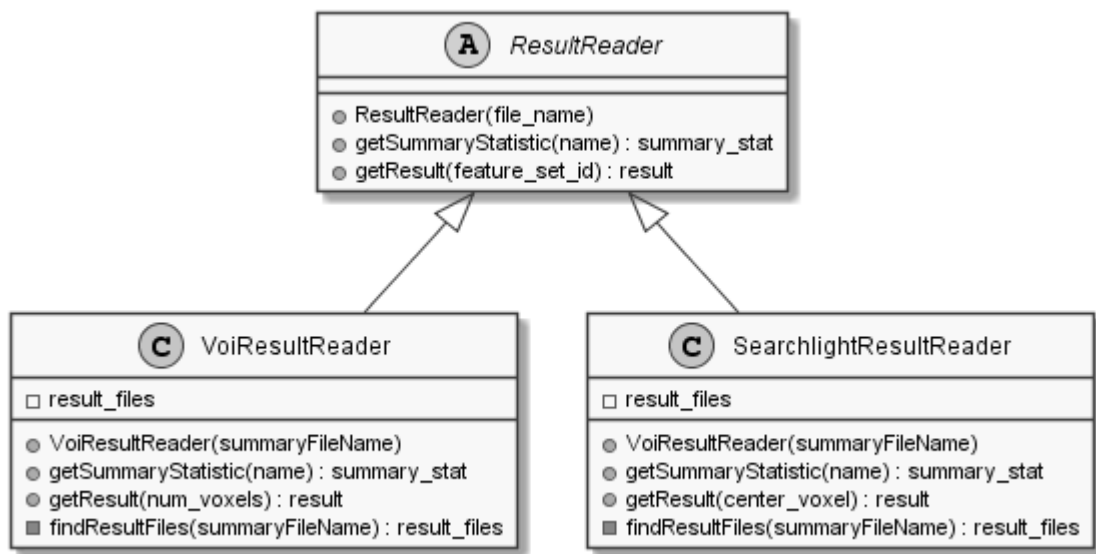 A ResultReader
ResultReader(file_name)
getSummaryStatistic(name) : summary_stat
getResult(feature_set_id) : result
C VoiResultReader
result_files
VoiResultReader(summaryFileName)
getSummaryStatistic(name) : summary_stat
getResult(num_voxels) : result
findResultFiles(summaryFileName) : result_files
C SearchlightResultReader
result_files
VoiResultReader(summaryFileName)
getSummaryStatistic(name) : summary_stat
getResult(center_voxel) : result
findResultFiles(summaryFileName) : result_files